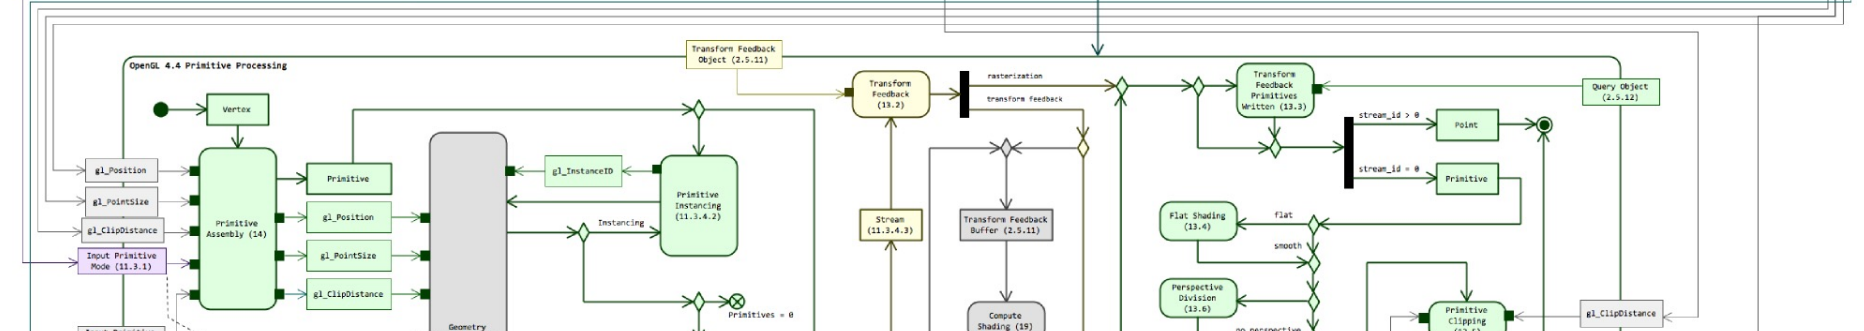 Transform Feedback
Object (2.5.11)
OpenGL 4.4 Primitive Processing
Vertex
Transform
Feedback
(13.2)
rasterization
transform feedback
Transform
Feedback
Primitives
Written (13.3)
Query Object
(2.5.12)
stream_id > 0
Point
stream_id = 0
Primitive
gl_Position
gl_PointSize
gl_ClipDistance
Input Primitive
Mode (11.3.1)
Primitive
Assembly (14)
Primitive
gl_Position
gl_PointSize
gl_ClipDistance
Geometry
gl_InstanceID
Primitive
Instancing
(11.3.4.2)
Instancing
Primitives = 0
Stream
(11.3.4.3)
Transform Feedback
Buffer (2.5.11)
Compute
Shading (19)
Flat Shading
(13.4)
flat
smooth
Perspective
Division
(13.6)
no perspective
Primitive
Clipping
gl_ClipDistance